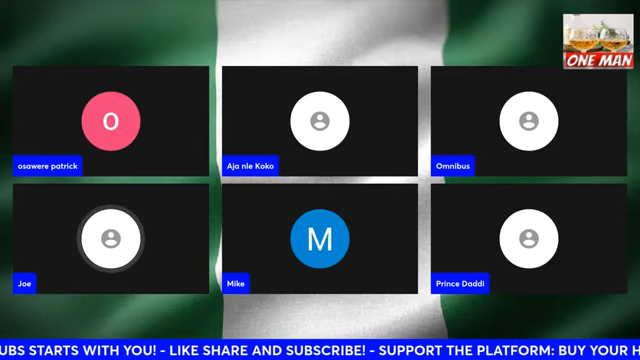 ONE MAN
O
osawere patrick
Aja nie Koko
Omnibus
Joe
M
Mike
Prince Daddi
UBS STARTS WITH YOU! - LIKE SHARE AND SUBSCRIBE! - SUPPORT THE PLATFORM: BUY YOUR H